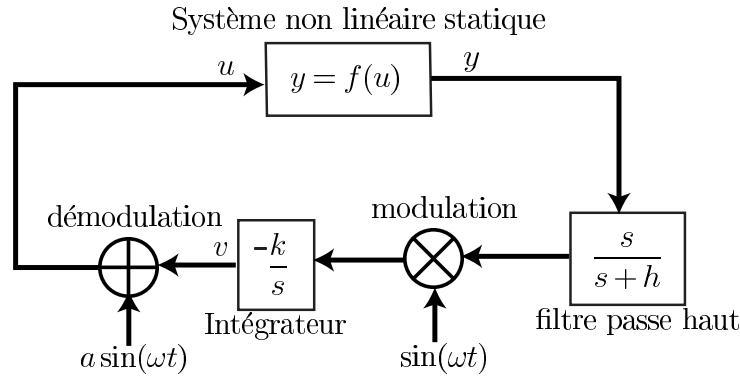 Système non linéaire statique
u
y = f(u)
y
démodulation
modulation
v
-k
s
s
s + h
Intégrateur
filtre passe haut
a sin(ωt)
sin(ωt)